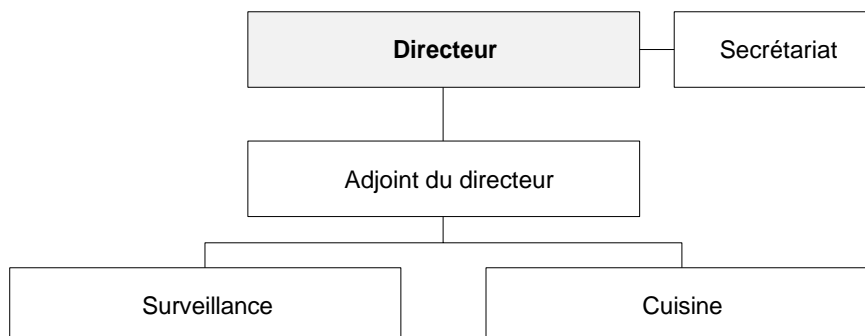 Directeur
Secrétariat
Adjoint du directeur
Surveillance
Cuisine